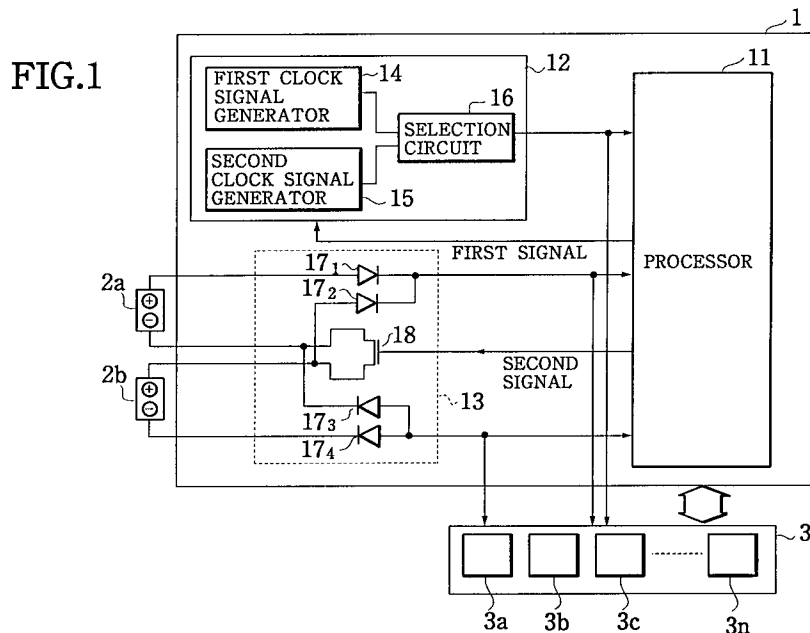 FIG.1
1
FIRST CLOCK
SIGNAL
GENERATOR
14
12
11
16
SELECTION
CIRCUIT
SECOND
CLOCK SIGNAL
GENERATOR
15
FIRST SIGNAL
PROCESSOR
17₁
2a
17₂
18
SECOND
SIGNAL
2b
17₃
13
17₄
3
3a
3b
3c
3n